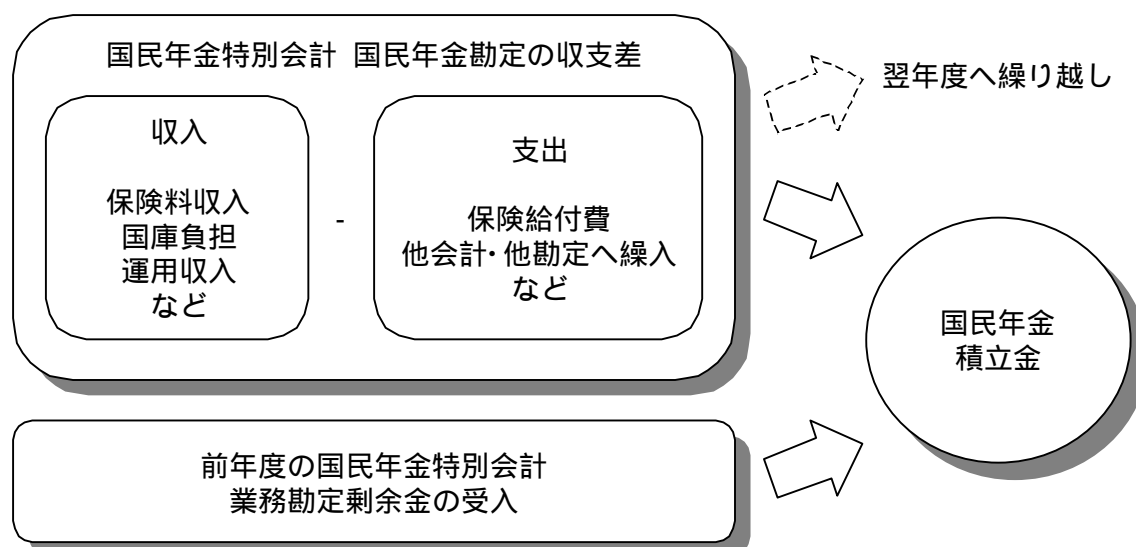 国民年金特別会計 国民年金勘定の収支差
翌年度へ繰り越し
収入
保険料収入
国庫負担
運用収入
など
-
支出
保険給付費
他会計・他勘定へ繰入
など
国民年金
積立金
前年度の国民年金特別会計
業務勘定剰余金の受入